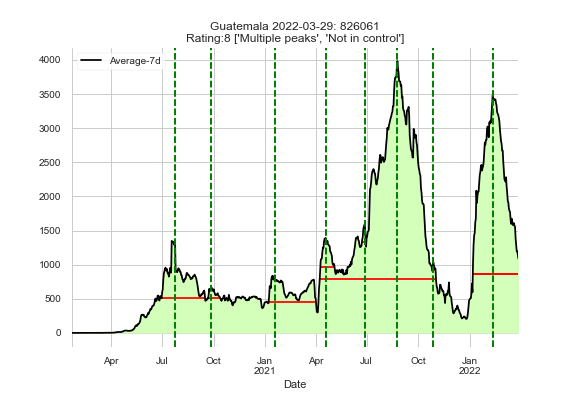 Guatemala 2022-03-29: 826061
Rating:8 ['Multiple peaks', 'Not in control']
Average-7d
4000
3500
3000
2500
2000
1500
1000
500
0
Apr Jul Oct Jan Apr Jul Oct Jan
2021 2022
Date